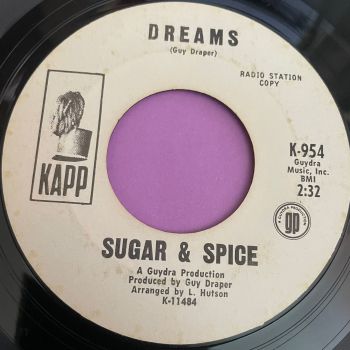 DREAMS
(Guy Draper)
RADIO STATION
COPY
KAPP
K-954
Guydra
Music, Inc.
BMI
2:32
gp
SUGAR & SPICE
A Guydra Production
Produced by Guy Draper
Arranged by L. Hutson
K-11484